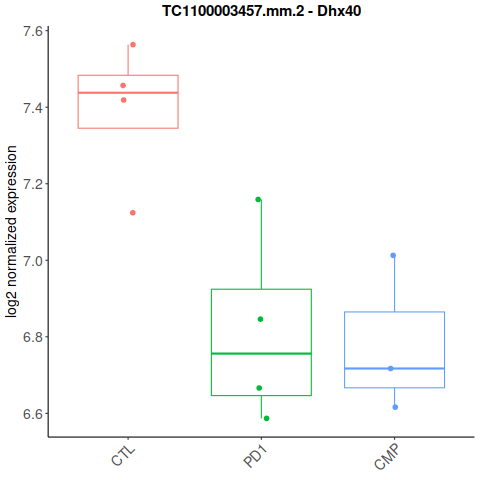 TC1100003457.mm.2 - Dhx40
log2 normalized expression
7.6
7.4
7.2
7.0
6.8
6.6
CTL
PD1
CMP